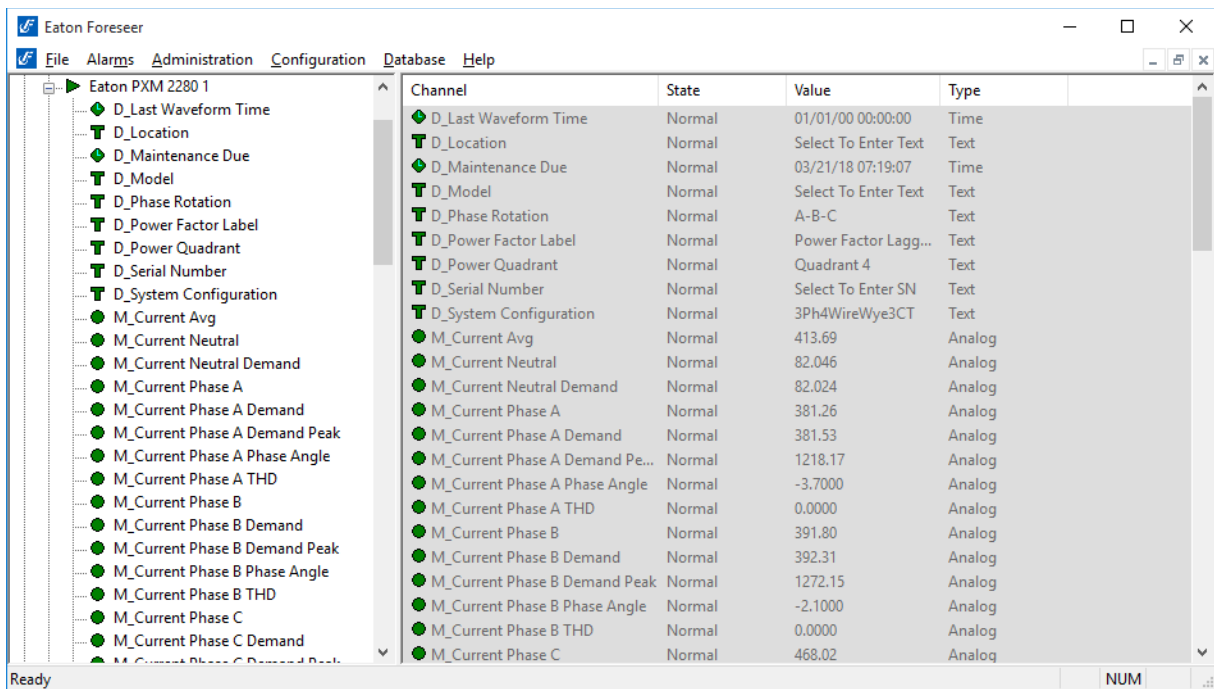 Eaton Foreseer
File Alarms Administration Configuration Database Help
Eaton PXM 2280 1
D_Last Waveform Time
D_Location
D_Maintenance Due
D_Model
D_Phase Rotation
D_Power Factor Label
D_Power Quadrant
D_Serial Number
D_System Configuration
M_Current Avg
M_Current Neutral
M_Current Neutral Demand
M_Current Phase A
M_Current Phase A Demand
M_Current Phase A Demand Peak
M_Current Phase A Phase Angle
M_Current Phase A THD
M_Current Phase B
M_Current Phase B Demand
M_Current Phase B Demand Peak
M_Current Phase B Phase Angle
M_Current Phase B THD
M_Current Phase C
M_Current Phase C Demand
M_Current Phase C Demand Peak
Channel State Value Type
D_Last Waveform Time Normal 01/01/00 00:00:00 Time
D_Location Normal Select To Enter Text Text
D_Maintenance Due Normal 03/21/18 07:19:07 Time
D_Model Normal Select To Enter Text Text
D_Phase Rotation Normal A-B-C Text
D_Power Factor Label Normal Power Factor Lagg... Text
D_Power Quadrant Normal Quadrant 4 Text
D_Serial Number Normal Select To Enter SN Text
D_System Configuration Normal 3Ph4WireWye3CT Text
M_Current Avg Normal 413.69 Analog
M_Current Neutral Normal 82.046 Analog
M_Current Neutral Demand Normal 82.024 Analog
M_Current Phase A Normal 381.26 Analog
M_Current Phase A Demand Normal 381.53 Analog
M_Current Phase A Demand Pe... Normal 1218.17 Analog
M_Current Phase A Phase Angle Normal -3.7000 Analog
M_Current Phase A THD Normal 0.0000 Analog
M_Current Phase B Normal 391.80 Analog
M_Current Phase B Demand Normal 392.31 Analog
M_Current Phase B Demand Peak Normal 1272.15 Analog
M_Current Phase B Phase Angle Normal -2.1000 Analog
M_Current Phase B THD Normal 0.0000 Analog
M_Current Phase C Normal 468.02 Analog
Ready NUM